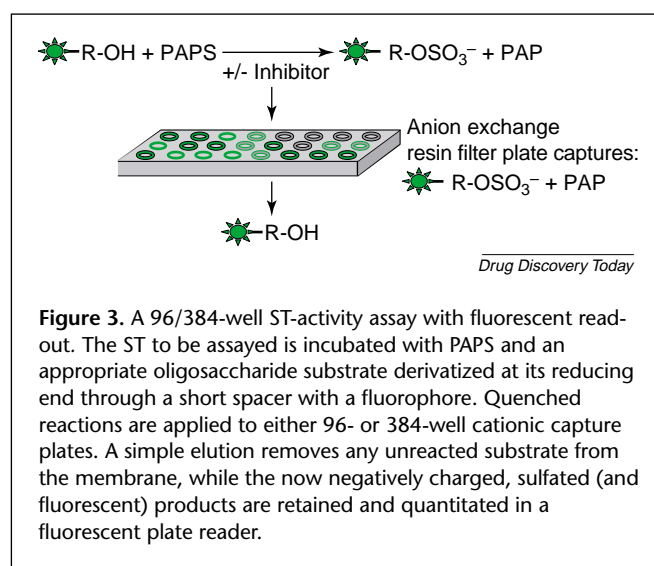 R-OH + PAPS
R-OSO₃⁻ + PAP
+/- Inhibitor
Anion exchange
resin filter plate captures:
R-OSO₃⁻ + PAP
R-OH
Drug Discovery Today
Figure 3. A 96/384-well ST-activity assay with fluorescent read-
out. The ST to be assayed is incubated with PAPS and an
appropriate oligosaccharide substrate derivatized at its reducing
end through a short spacer with a fluorophore. Quenched
reactions are applied to either 96- or 384-well cationic capture
plates. A simple elution removes any unreacted substrate from
the membrane, while the now negatively charged, sulfated (and
fluorescent) products are retained and quantitated in a
fluorescent plate reader.